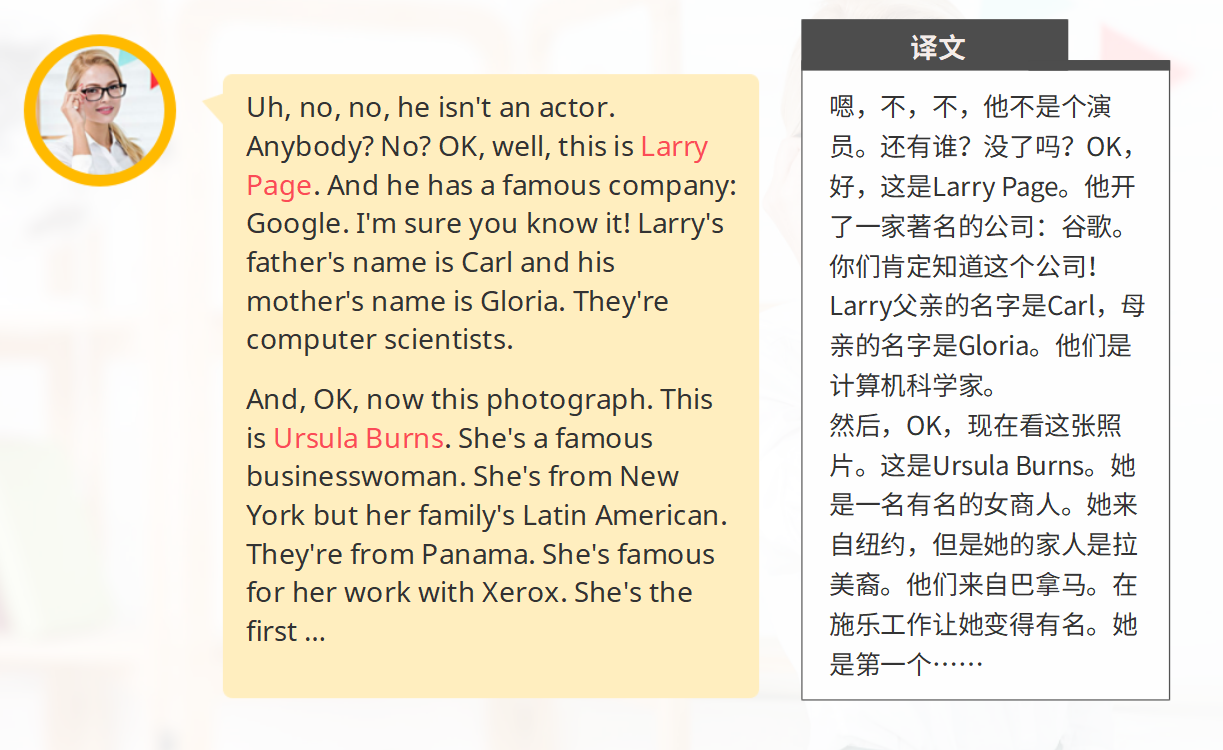 Uh, no, no, he isn't an actor.
Anybody? No? OK, well, this is Larry
Page. And he has a famous company:
Google. I'm sure you know it! Larry's
father's name is Carl and his
mother's name is Gloria. They're
computer scientists.
And, OK, now this photograph. This
is Ursula Burns. She's a famous
businesswoman. She's from New
York but her family's Latin American.
They're from Panama. She's famous
for her work with Xerox. She's the
first ...
译文
嗯，不，不，他不是个演
员。还有谁？没了吗？OK，
好，这是Larry Page。他开
了一家著名的公司：谷歌。
你们肯定知道这个公司！
Larry父亲的名字是Carl，母
亲的名字是Gloria。他们是
计算机科学家。
然后，OK，现在看这张照
片。这是Ursula Burns。她
是一名有名的女商人。她来
自纽约，但是她的家人是拉
美裔。他们来自巴拿马。在
施乐工作让她变得有名。她
是第一个……